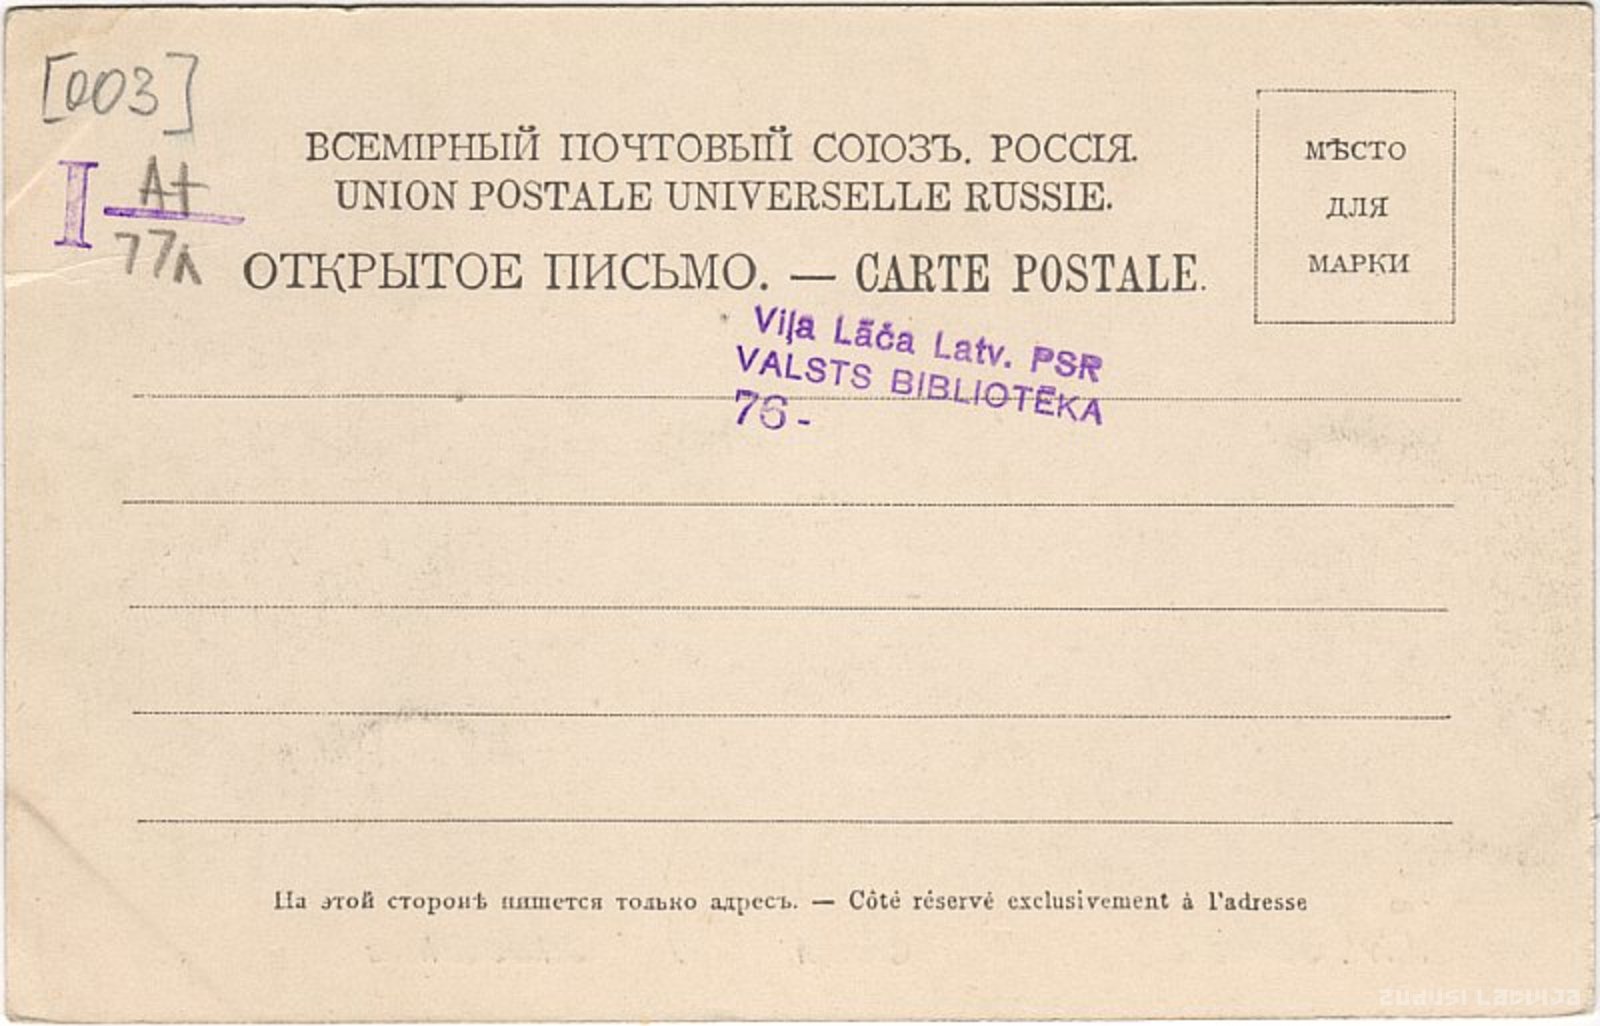 [003]
I A+
77л
ВСЕМІРНЫЙ ПОЧТОВЫЙ СОЮЗЪ. РОССІЯ.
UNION POSTALE UNIVERSELLE RUSSIE.
ОТКРЫТОЕ ПИСЬМО. — CARTE POSTALE.
МѢСТО
ДЛЯ
МАРКИ
Viļa Lāča Latv. PSR
VALSTS BIBLIOTĒKA
76-
На этой сторонѣ пишется только адресъ. — Côté réservé exclusivement à l'adresse
zudusi Latvija